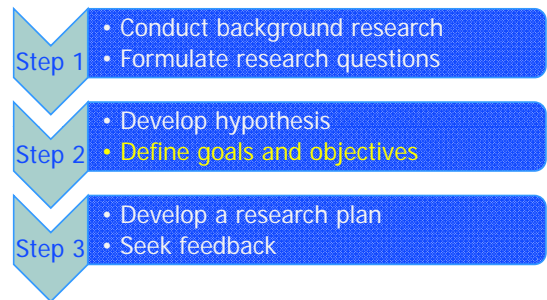 Step 1
• Conduct background research
• Formulate research questions
Step 2
• Develop hypothesis
• Define goals and objectives
Step 3
• Develop a research plan
• Seek feedback